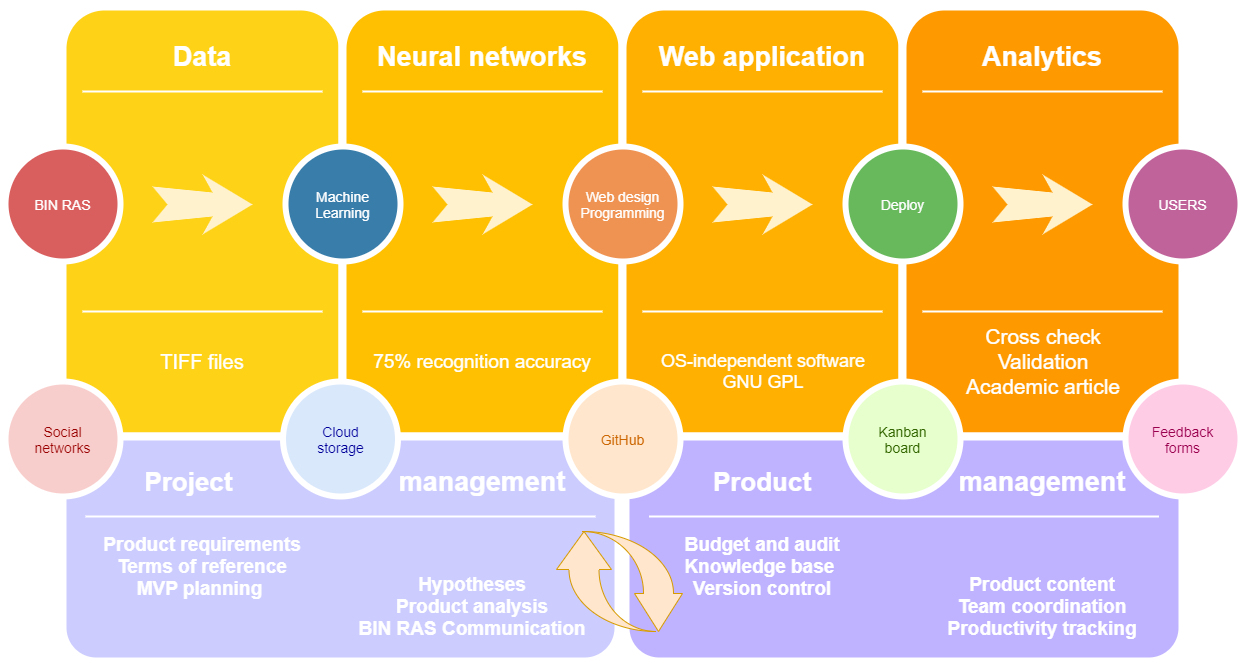 Data
Neural networks
Web application
Analytics
BIN RAS
Machine
Learning
Web design
Programming
Deploy
USERS
TIFF files
75% recognition accuracy
OS-independent software
GNU GPL
Cross check
Validation
Academic article
Social
networks
Cloud
storage
GitHub
Kanban
board
Feedback
forms
Project management
Product management
Product requirements
Terms of reference
MVP planning
Hypotheses
Product analysis
BIN RAS Communication
Budget and audit
Knowledge base
Version control
Product content
Team coordination
Productivity tracking